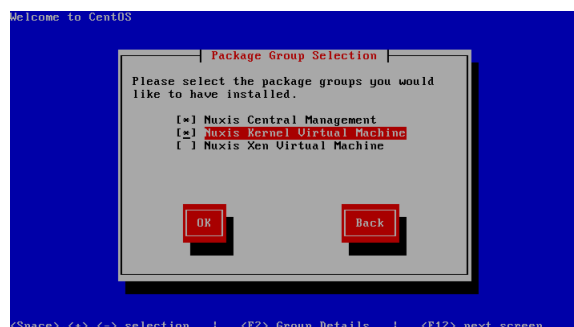 Welcome to CentOS
Package Group Selection
Please select the package groups you would
like to have installed.
[*] Nuxis Central Management
[*] Nuxis Kernel Virtual Machine
[ ] Nuxis Xen Virtual Machine
OK Back
<Space>,<+>,<-> selection | <F2> Group Details | <F12> next screen